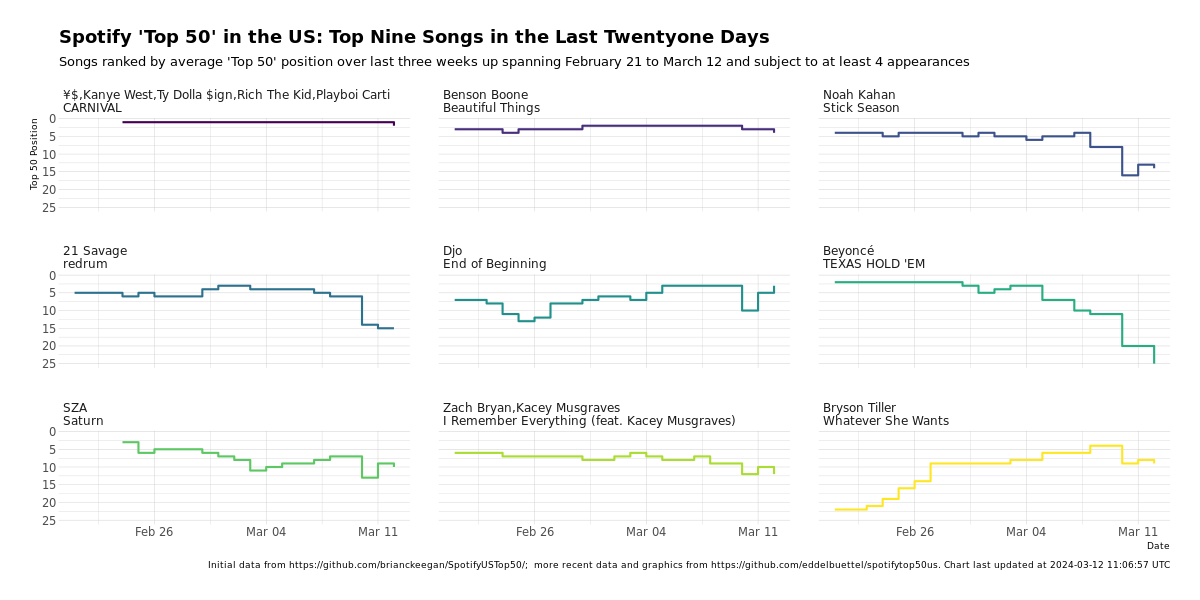 Spotify 'Top 50' in the US: Top Nine Songs in the Last Twentyone Days
Songs ranked by average 'Top 50' position over last three weeks up spanning February 21 to March 12 and subject to at least 4 appearances
¥$,Kanye West,Ty Dolla $ign,Rich The Kid,Playboi Carti
CARNIVAL
Benson Boone
Beautiful Things
Noah Kahan
Stick Season
Top 50 Position
0
5
10
15
20
25
21 Savage
redrum
Djo
End of Beginning
Beyoncé
TEXAS HOLD 'EM
0
5
10
15
20
25
SZA
Saturn
Zach Bryan,Kacey Musgraves
I Remember Everything (feat. Kacey Musgraves)
Bryson Tiller
Whatever She Wants
0
5
10
15
20
25
Feb 26 Mar 04 Mar 11
Feb 26 Mar 04 Mar 11
Feb 26 Mar 04 Mar 11
Date
Initial data from https://github.com/brianckeegan/SpotifyUSTop50/;  more recent data and graphics from https://github.com/eddelbuettel/spotifytop50us. Chart last updated at 2024-03-12 11:06:57 UTC